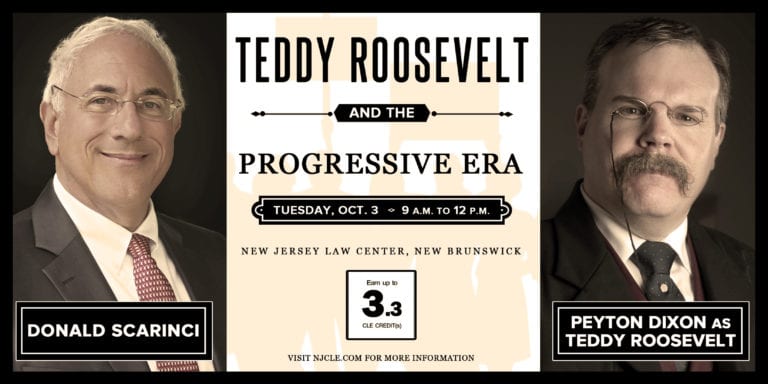 TEDDY ROOSEVELT
AND THE
PROGRESSIVE ERA
TUESDAY, OCT. 3 <> 9 A.M. TO 12 P.M.
NEW JERSEY LAW CENTER, NEW BRUNSWICK
Earn up to
3.3
CLE CREDIT(s)
VISIT NJCLE.COM FOR MORE INFORMATION
DONALD SCARINCI
PEYTON DIXON AS
TEDDY ROOSEVELT